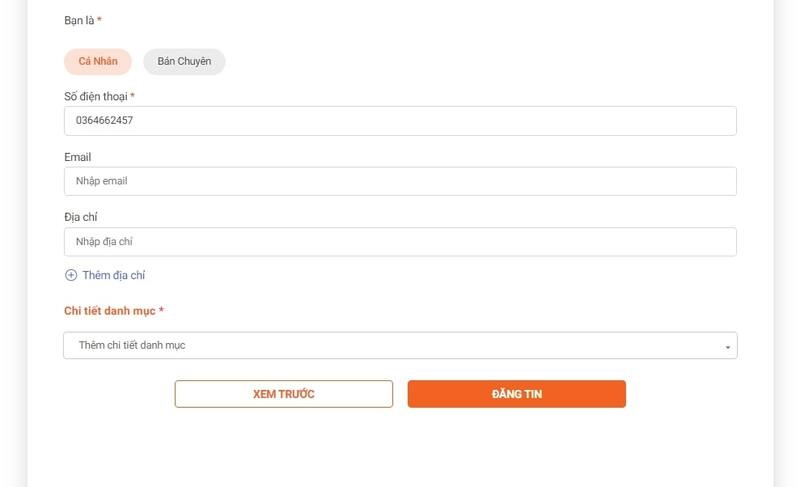 Bạn là *
Cá Nhân Bán Chuyên
Số điện thoại *
0364662457
Email
Nhập email
Địa chỉ
Nhập địa chỉ
Thêm địa chỉ
Chi tiết danh mục *
Thêm chi tiết danh mục
XEM TRƯỚC ĐĂNG TIN